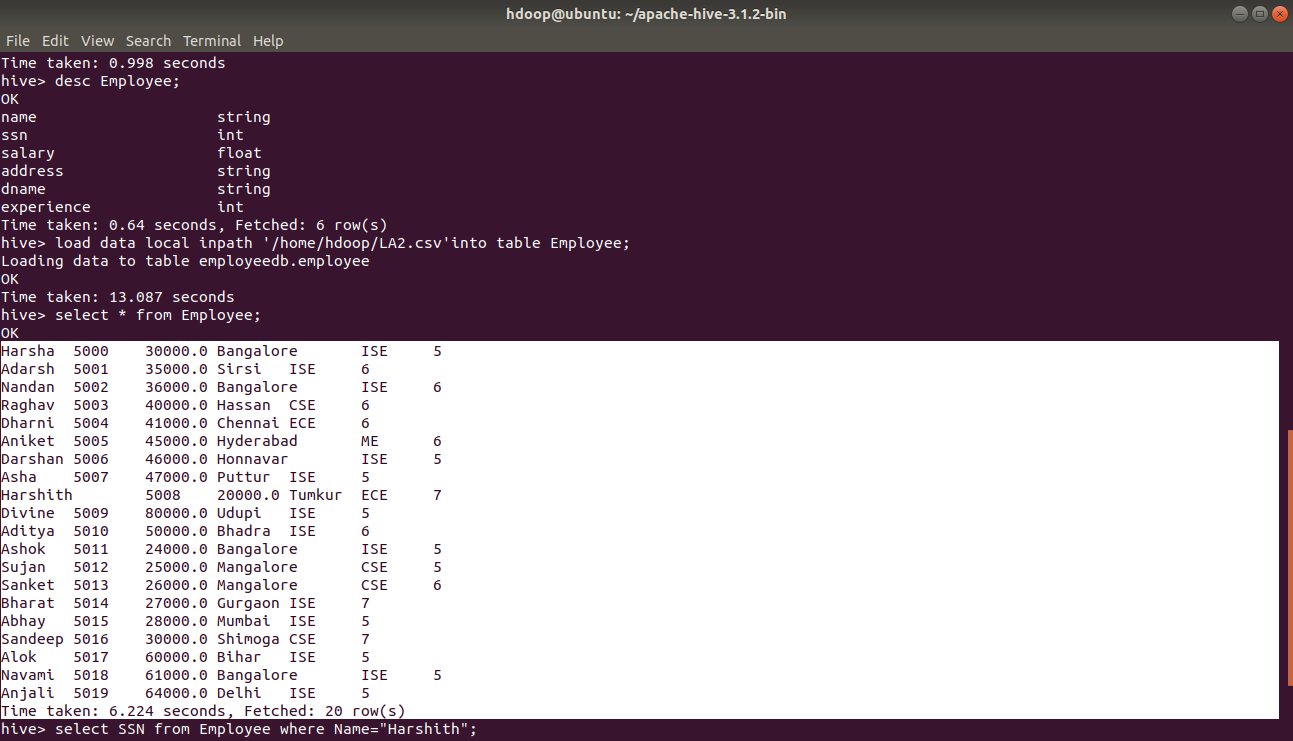 hdoop@ubuntu: ~/apache-hive-3.1.2-bin
File Edit View Search Terminal Help
Time taken: 0.998 seconds
hive> desc Employee;
OK
name                    string
ssn                     int
salary                  float
address                 string
dname                   string
experience              int
Time taken: 0.64 seconds, Fetched: 6 row(s)
hive> load data local inpath '/home/hdoop/LA2.csv'into table Employee;
Loading data to table employeedb.employee
OK
Time taken: 13.087 seconds
hive> select * from Employee;
OK
Harsha  5000    30000.0 Bangalore       ISE     5
Adarsh  5001    35000.0 Sirsi   ISE     6
Nandan  5002    36000.0 Bangalore       ISE     6
Raghav  5003    40000.0 Hassan  CSE     6
Dharni  5004    41000.0 Chennai ECE     6
Aniket  5005    45000.0 Hyderabad       ME      6
Darshan 5006    46000.0 Honnavar        ISE     5
Asha    5007    47000.0 Puttur  ISE     5
Harshith        5008    20000.0 Tumkur  ECE     7
Divine  5009    80000.0 Udupi   ISE     5
Aditya  5010    50000.0 Bhadra  ISE     6
Ashok   5011    24000.0 Bangalore       ISE     5
Sujan   5012    25000.0 Mangalore       CSE     5
Sanket  5013    26000.0 Mangalore       CSE     6
Bharat  5014    27000.0 Gurgaon ISE     7
Abhay   5015    28000.0 Mumbai  ISE     5
Sandeep 5016    30000.0 Shimoga CSE     7
Alok    5017    60000.0 Bihar   ISE     5
Navami  5018    61000.0 Bangalore       ISE     5
Anjali  5019    64000.0 Delhi   ISE     5
Time taken: 6.224 seconds, Fetched: 20 row(s)
hive> select SSN from Employee where Name="Harshith";